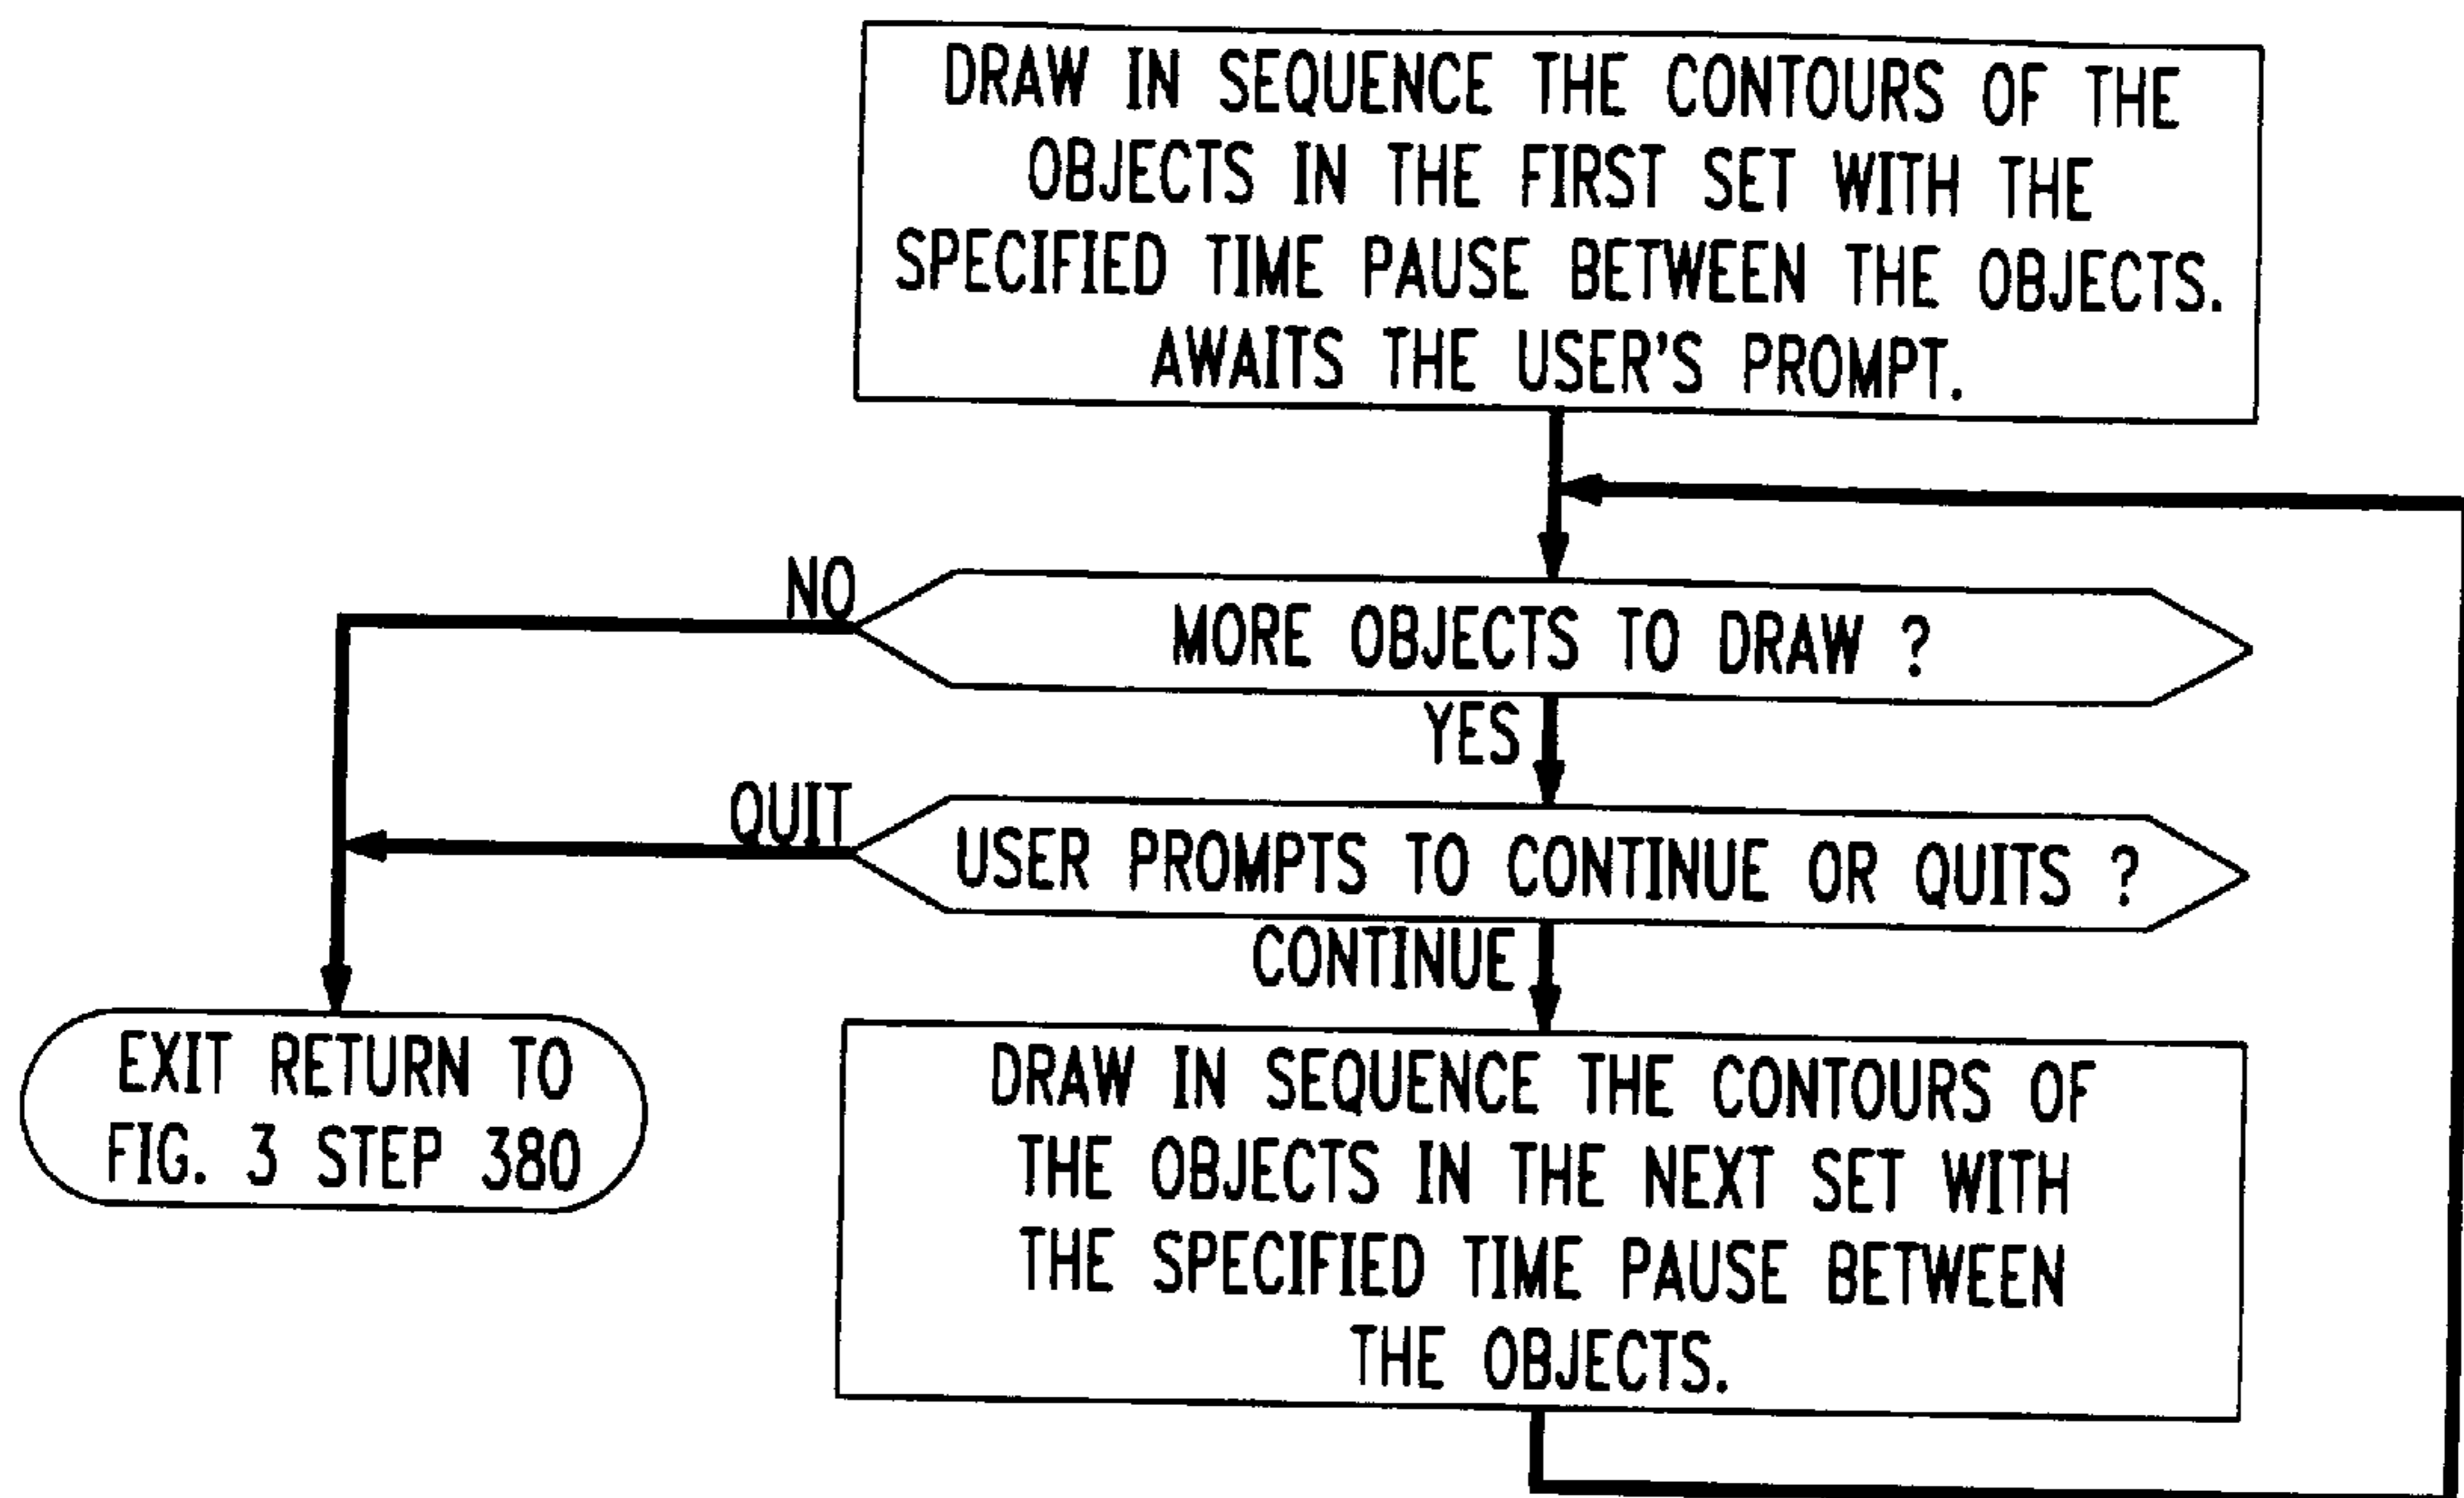 DRAW IN SEQUENCE THE CONTOURS OF THE
OBJECTS IN THE FIRST SET WITH THE
SPECIFIED TIME PAUSE BETWEEN THE OBJECTS.
AWAITS THE USER'S PROMPT.
NO
MORE OBJECTS TO DRAW ?
YES
QUIT
USER PROMPTS TO CONTINUE OR QUITS ?
CONTINUE
EXIT RETURN TO
FIG. 3 STEP 380
DRAW IN SEQUENCE THE CONTOURS OF
THE OBJECTS IN THE NEXT SET WITH
THE SPECIFIED TIME PAUSE BETWEEN
THE OBJECTS.